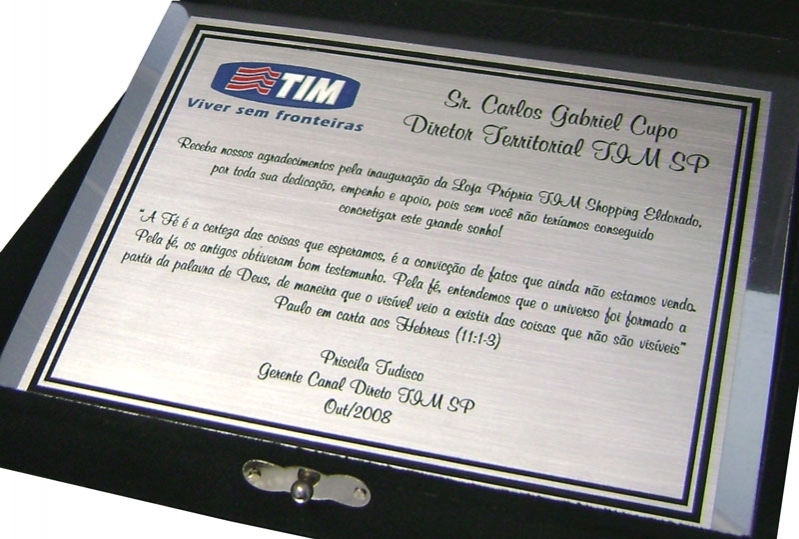 TIM
Viver sem fronteiras
Sr. Carlos Gabriel Cupo
Diretor Territorial TIM SP
Receba nossos agradecimentos pela inauguração da Loja Própria TIM Shopping Eldorado,
por toda sua dedicação, empenho e apoio, pois sem você não teríamos conseguido
concretizar este grande sonho!
"A Fé é a certeza das coisas que esperamos, é a convicção de fatos que ainda não estamos vendo.
Pela fé, os antigos obtiveram bom testemunho. Pela fé, entendemos que o universo foi formado a
partir da palavra de Deus, de maneira que o visível veio a existir das coisas que não são visíveis"
Paulo em carta aos Hebreus (11:1-3)
Priscila Tudisco
Gerente Canal Direto TIM SP
Out/2008